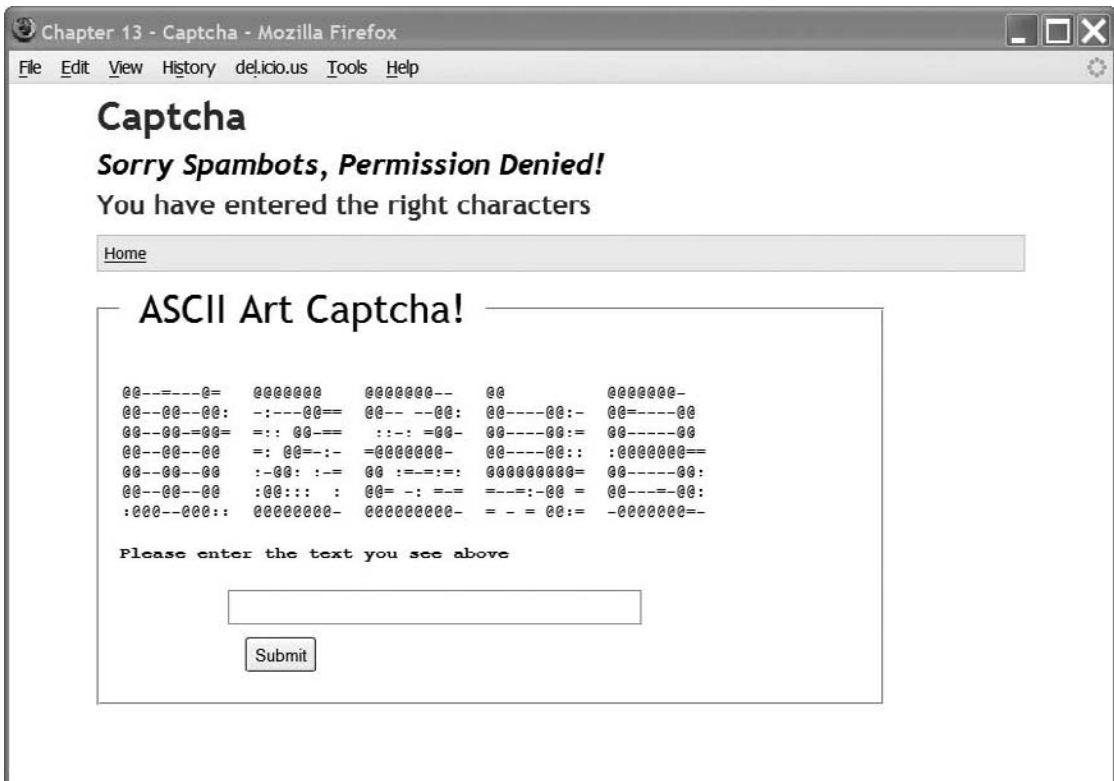 Chapter 13 - Captcha - Mozilla Firefox
File Edit View History del.icio.us Tools Help
Captcha
Sorry Spambots, Permission Denied!
You have entered the right characters
Home
ASCII Art Captcha!
@@--=---@= @@@@@@@ @@@@@@@-- @@ @@@@@@@-
@@--@@--@@: -:---@@== @@-- --@@: @@----@@:- @@=----@@
@@--@@-=@@= =:: @@-== ::-: =@@- @@----@@:= @@-----@@
@@--@@--@@ =: @@=-:- =@@@@@@@- @@----@@:: :@@@@@@@==
@@--@@--@@ :-@@: :-= @@ :=-=:=: @@@@@@@@@= @@-----@@:
@@--@@--@@ :@@::: : @@= -: =-= =--=:-@@ = @@---=-@@:
:@@@--@@@:: @@@@@@@@- @@@@@@@@@- = - = @@:= -@@@@@@@=-
Please enter the text you see above
Submit